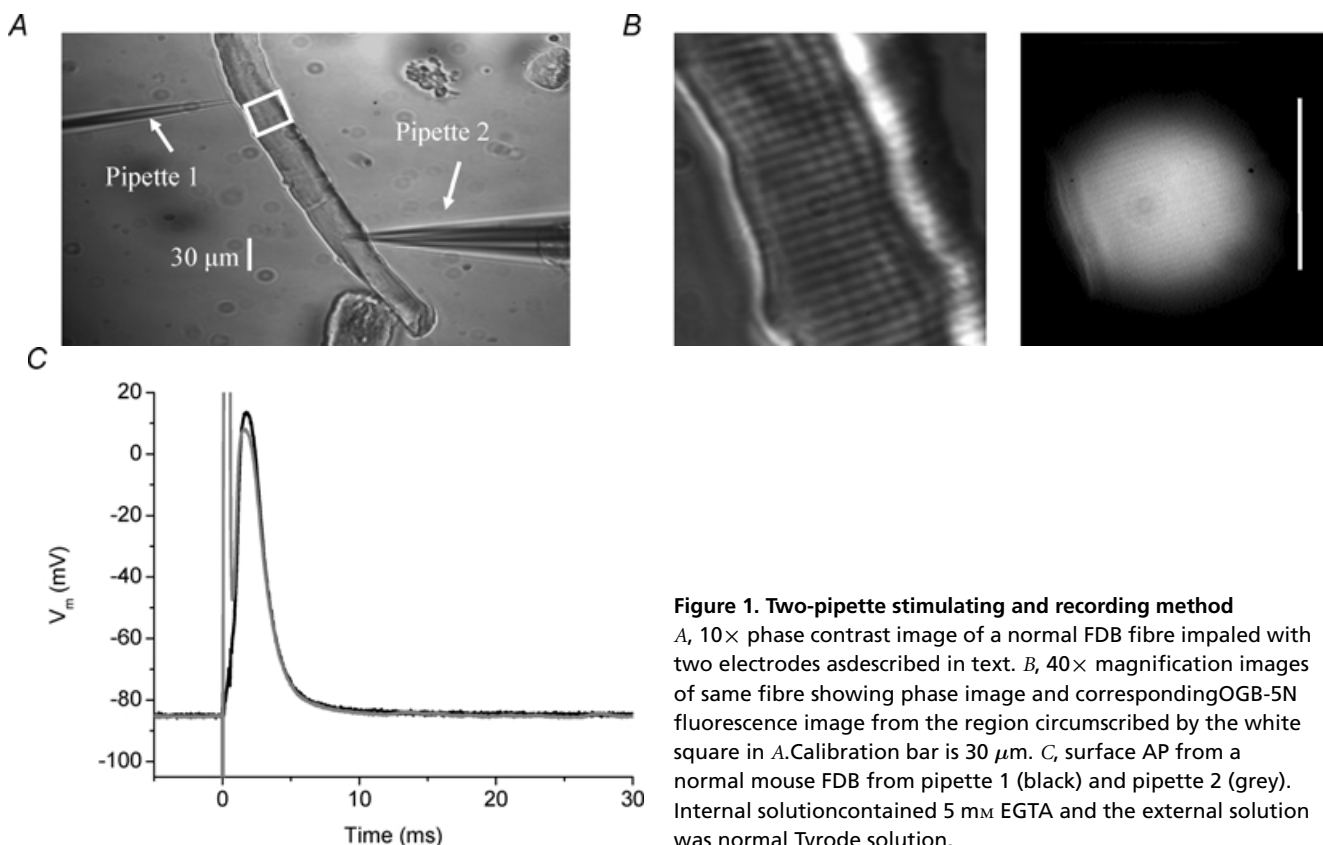 A
B
Pipette 1
Pipette 2
30 µm
C
20
0
-20
-40
-60
-80
-100
V_m (mV)
0
10
20
30
Time (ms)
Figure 1. Two-pipette stimulating and recording method
A, 10× phase contrast image of a normal FDB fibre impaled with
two electrodes asdescribed in text. B, 40× magnification images
of same fibre showing phase image and correspondingOGB-5N
fluorescence image from the region circumscribed by the white
square in A.Calibration bar is 30 µm. C, surface AP from a
normal mouse FDB from pipette 1 (black) and pipette 2 (grey).
Internal solutioncontained 5 mM EGTA and the external solution
was normal Tyrode solution.